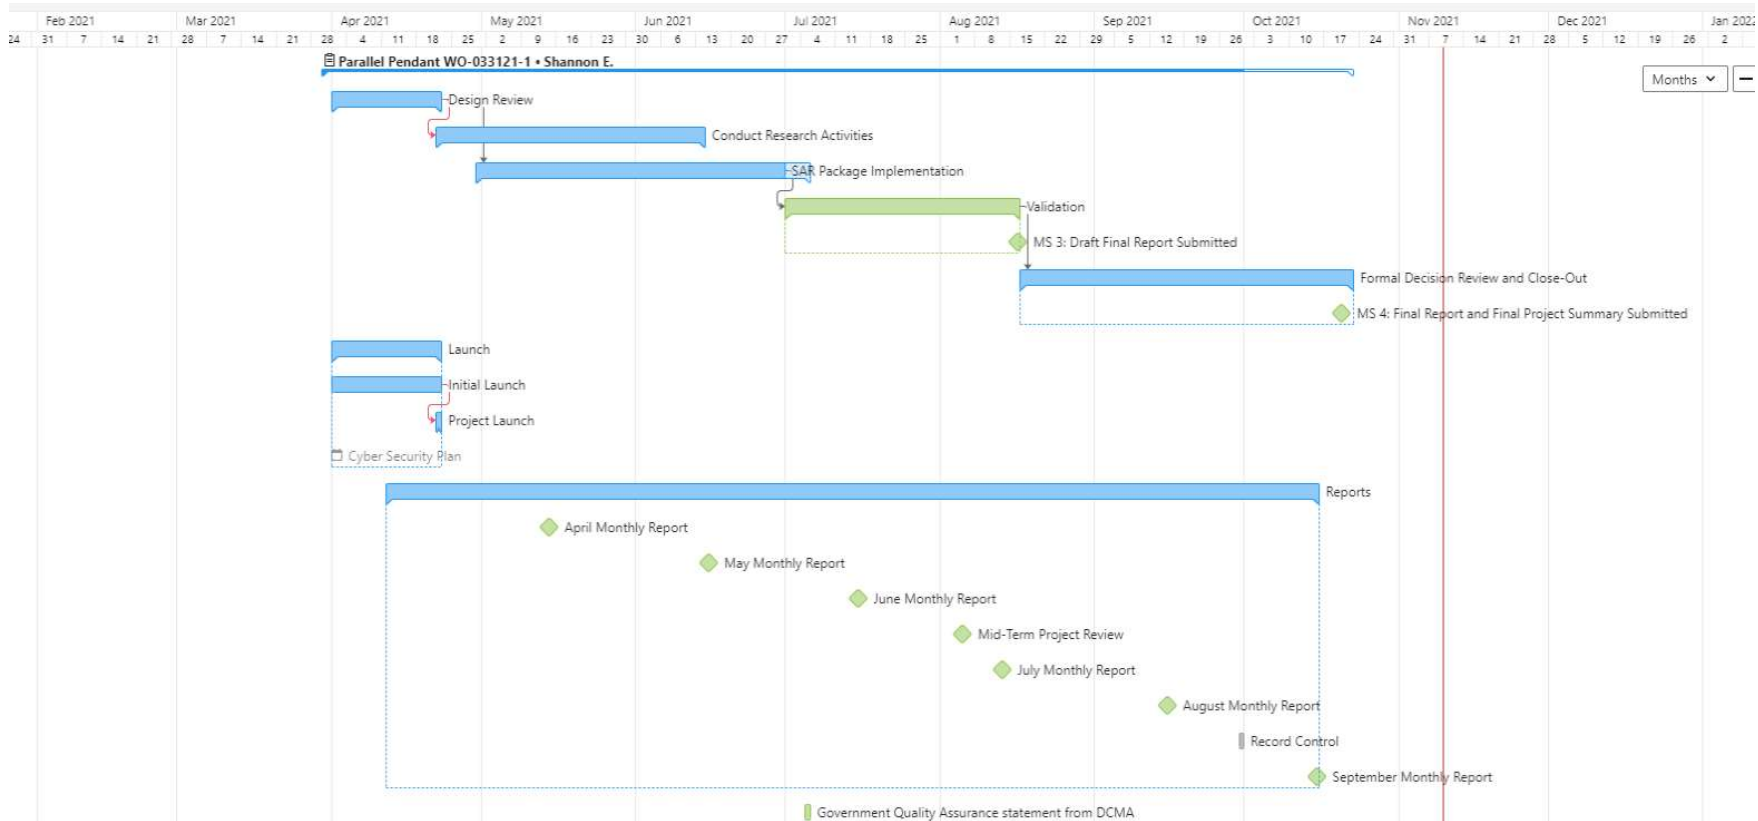 Feb 2021 Mar 2021 Apr 2021 May 2021 Jun 2021 Jul 2021 Aug 2021 Sep 2021 Oct 2021 Nov 2021 Dec 2021 Jan 2022
24 31 7 14 21 28 7 14 21 28 4 11 18 25 2 9 16 23 30 6 13 20 27 4 11 18 25 1 8 15 22 29 5 12 19 26 3 10 17 24 31 7 14 21 28 5 12 19 26 2
Parallel Pendant WO-033121-1 • Shannon E.
Months
Design Review
Conduct Research Activities
SAR Package Implementation
Validation
MS 3: Draft Final Report Submitted
Formal Decision Review and Close-Out
MS 4: Final Report and Final Project Summary Submitted
Launch
Initial Launch
Project Launch
Cyber Security Plan
Reports
April Monthly Report
May Monthly Report
June Monthly Report
Mid-Term Project Review
July Monthly Report
August Monthly Report
Record Control
September Monthly Report
Government Quality Assurance statement from DCMA